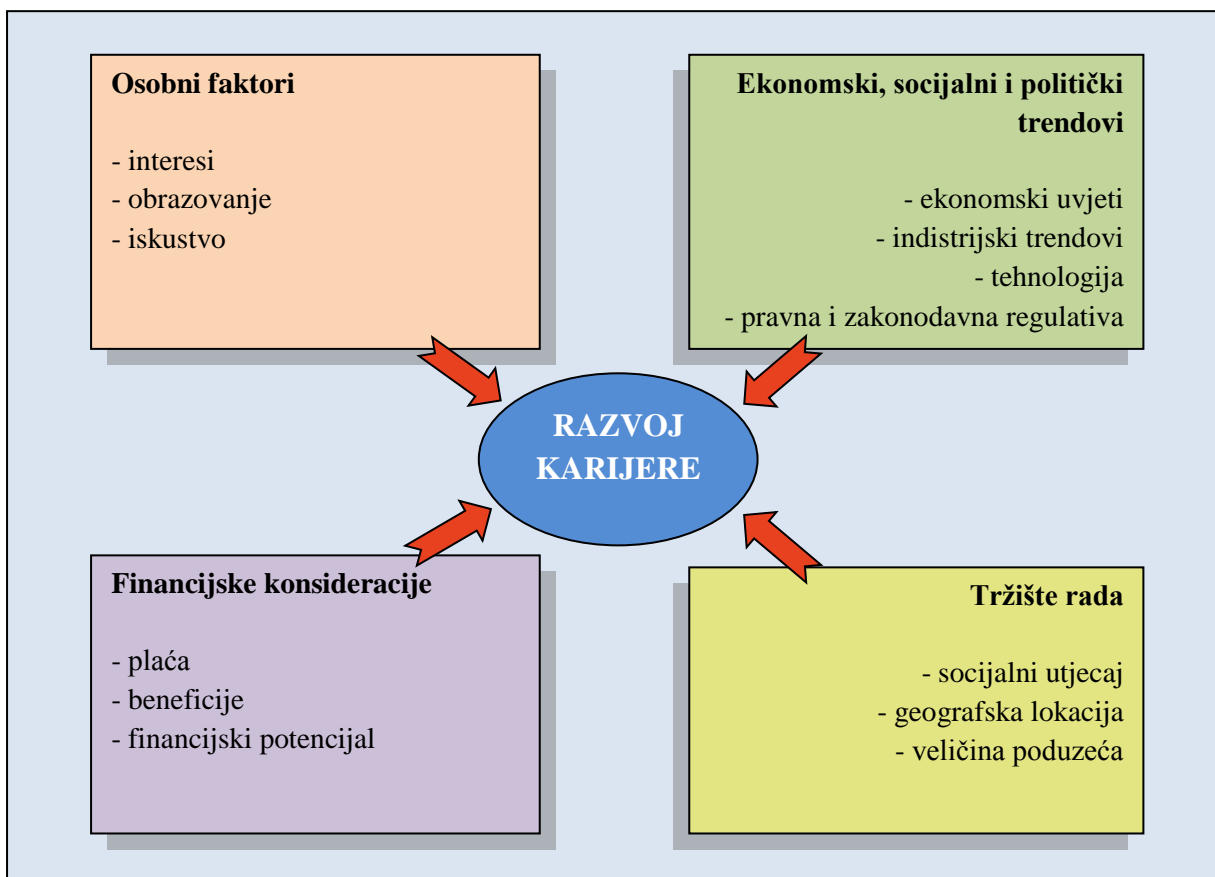 Osobni faktori
- interesi
- obrazovanje
- iskustvo
Ekonomski, socijalni i politički
trendovi
- ekonomski uvjeti
- indistrijski trendovi
- tehnologija
- pravna i zakonodavna regulativa
RAZVOJ
KARIJERE
Financijske konsideracije
- plaća
- beneficije
- financijski potencijal
Tržište rada
- socijalni utjecaj
- geografska lokacija
- veličina poduzeća